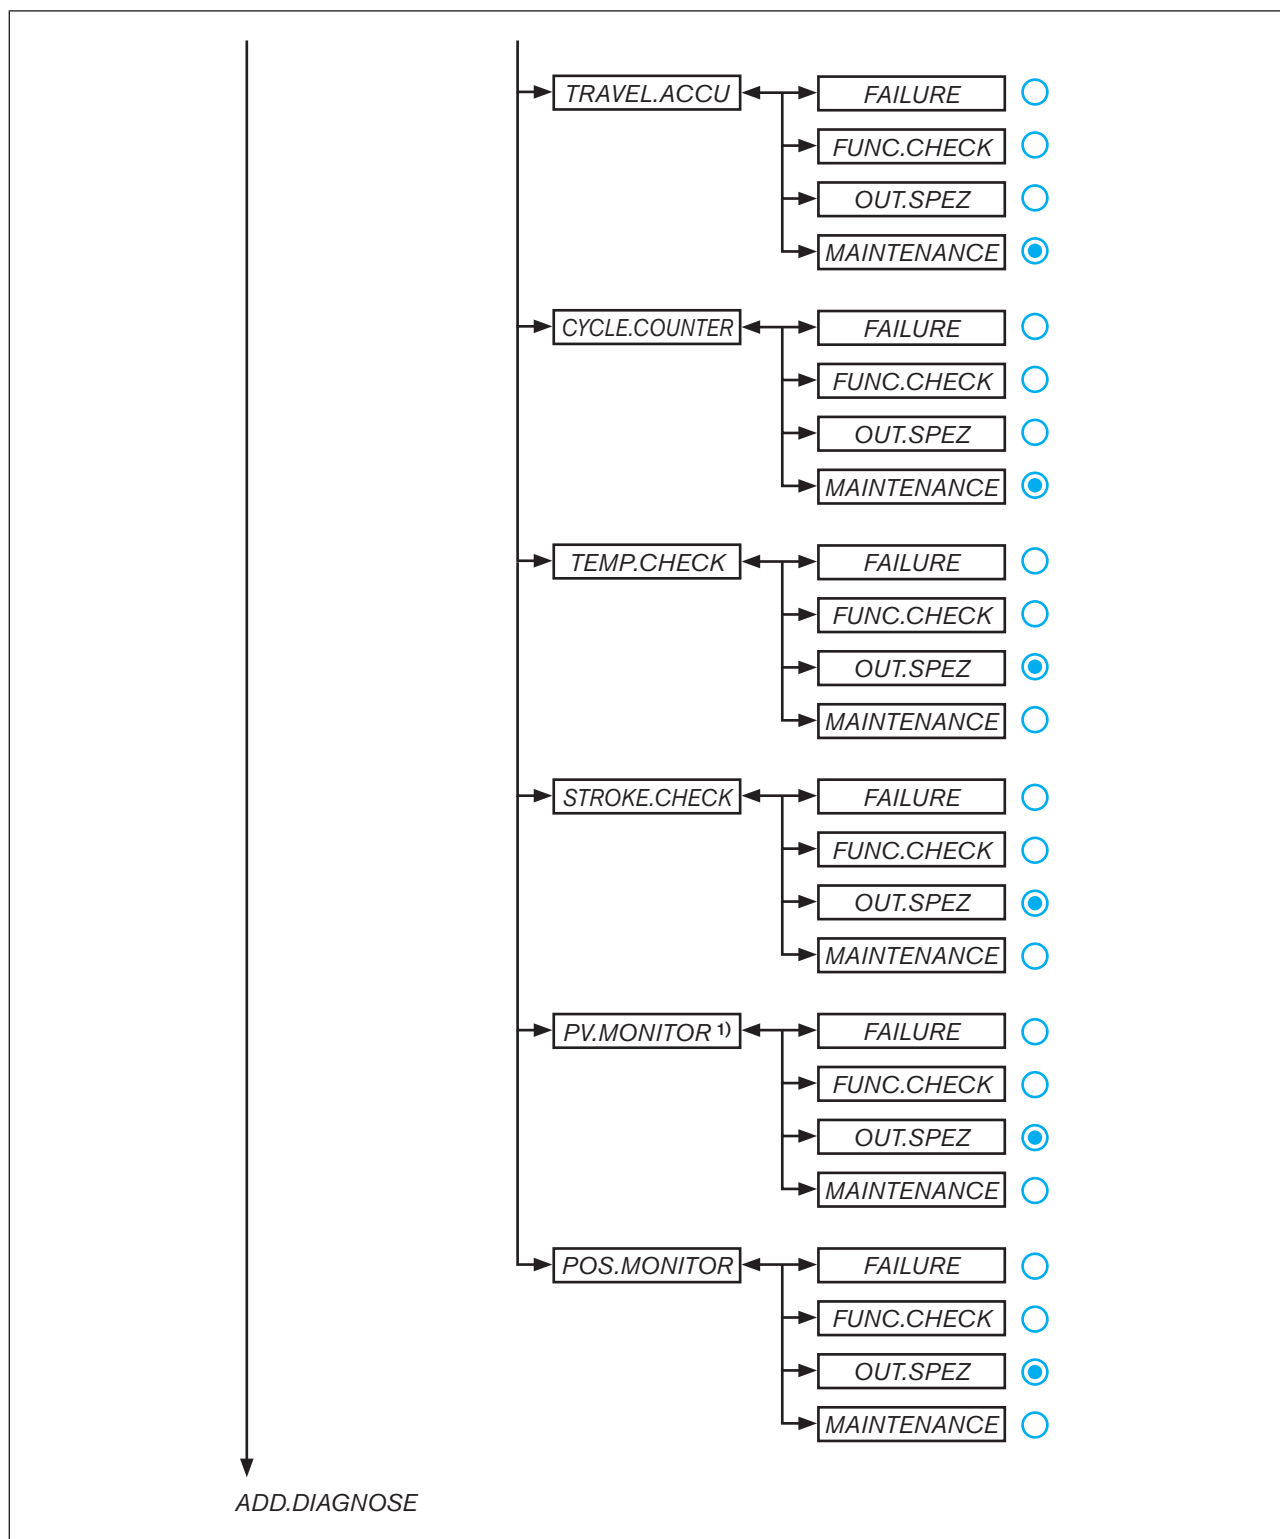 TRAVEL.ACCU FAILURE
FUNC.CHECK
OUT.SPEZ
MAINTENANCE
CYCLE.COUNTER FAILURE
FUNC.CHECK
OUT.SPEZ
MAINTENANCE
TEMP.CHECK FAILURE
FUNC.CHECK
OUT.SPEZ
MAINTENANCE
STROKE.CHECK FAILURE
FUNC.CHECK
OUT.SPEZ
MAINTENANCE
PV.MONITOR 1) FAILURE
FUNC.CHECK
OUT.SPEZ
MAINTENANCE
POS.MONITOR FAILURE
FUNC.CHECK
OUT.SPEZ
MAINTENANCE
ADD.DIAGNOSE